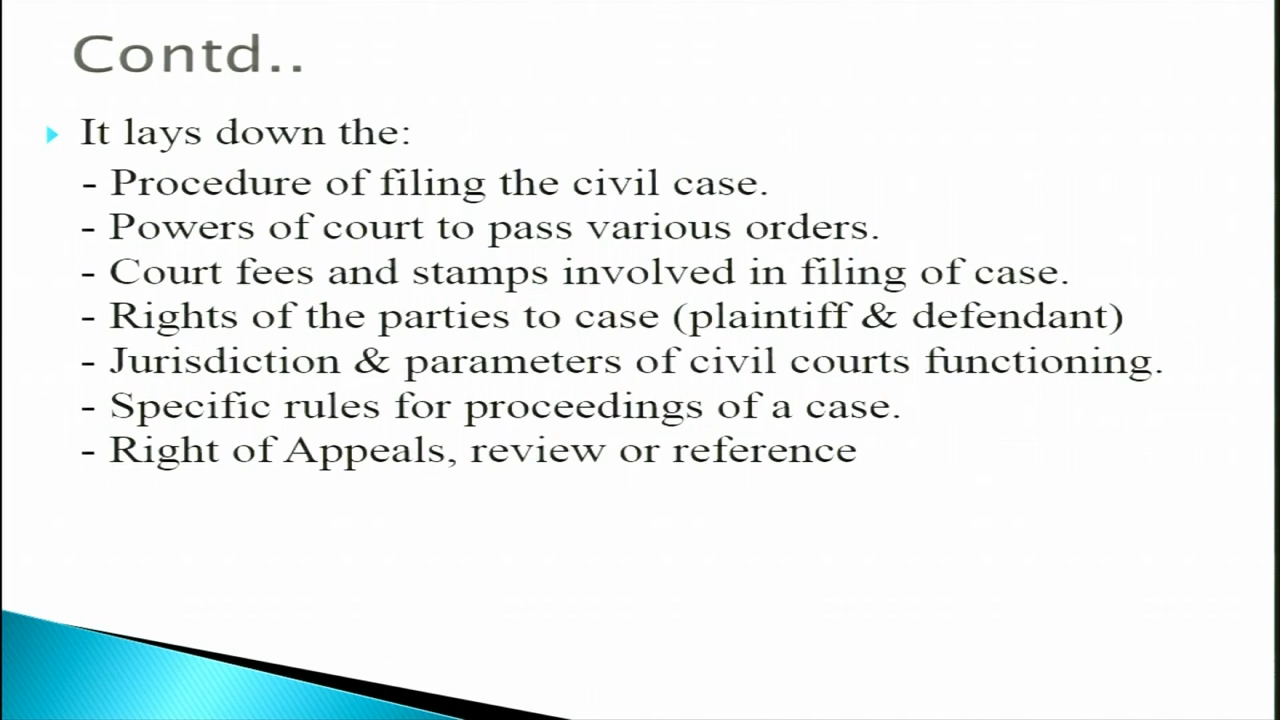 Contd..
It lays down the:
- Procedure of filing the civil case.
- Powers of court to pass various orders.
- Court fees and stamps involved in filing of case.
- Rights of the parties to case (plaintiff & defendant)
- Jurisdiction & parameters of civil courts functioning.
- Specific rules for proceedings of a case.
- Right of Appeals, review or reference